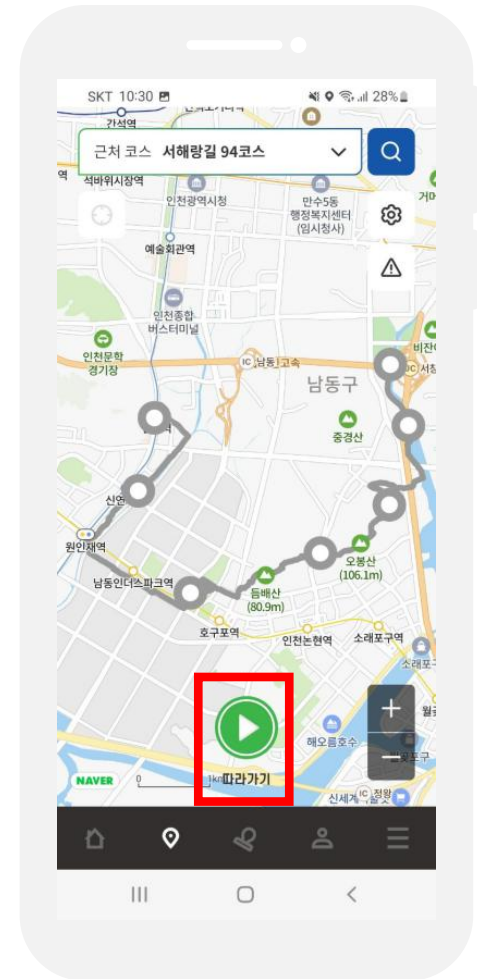 SKT 10:30
28%
간석역
근처 코스 서해랑길 94코스
석바위시장역
인천광역시청
만수5동
행정복지센터
(임시청사)
예술회관역
인천종합
버스터미널
인천문학
경기장
IC 남동 고속
남동구
중경산
신연
원인재역
남동인더스파크역
듬배산
(80.9m)
오봉산
(106.1m)
호구포역
인천논현역
소래포구역
해오름호수
+
NAVER
0
1km
따라가기
IC 정왕